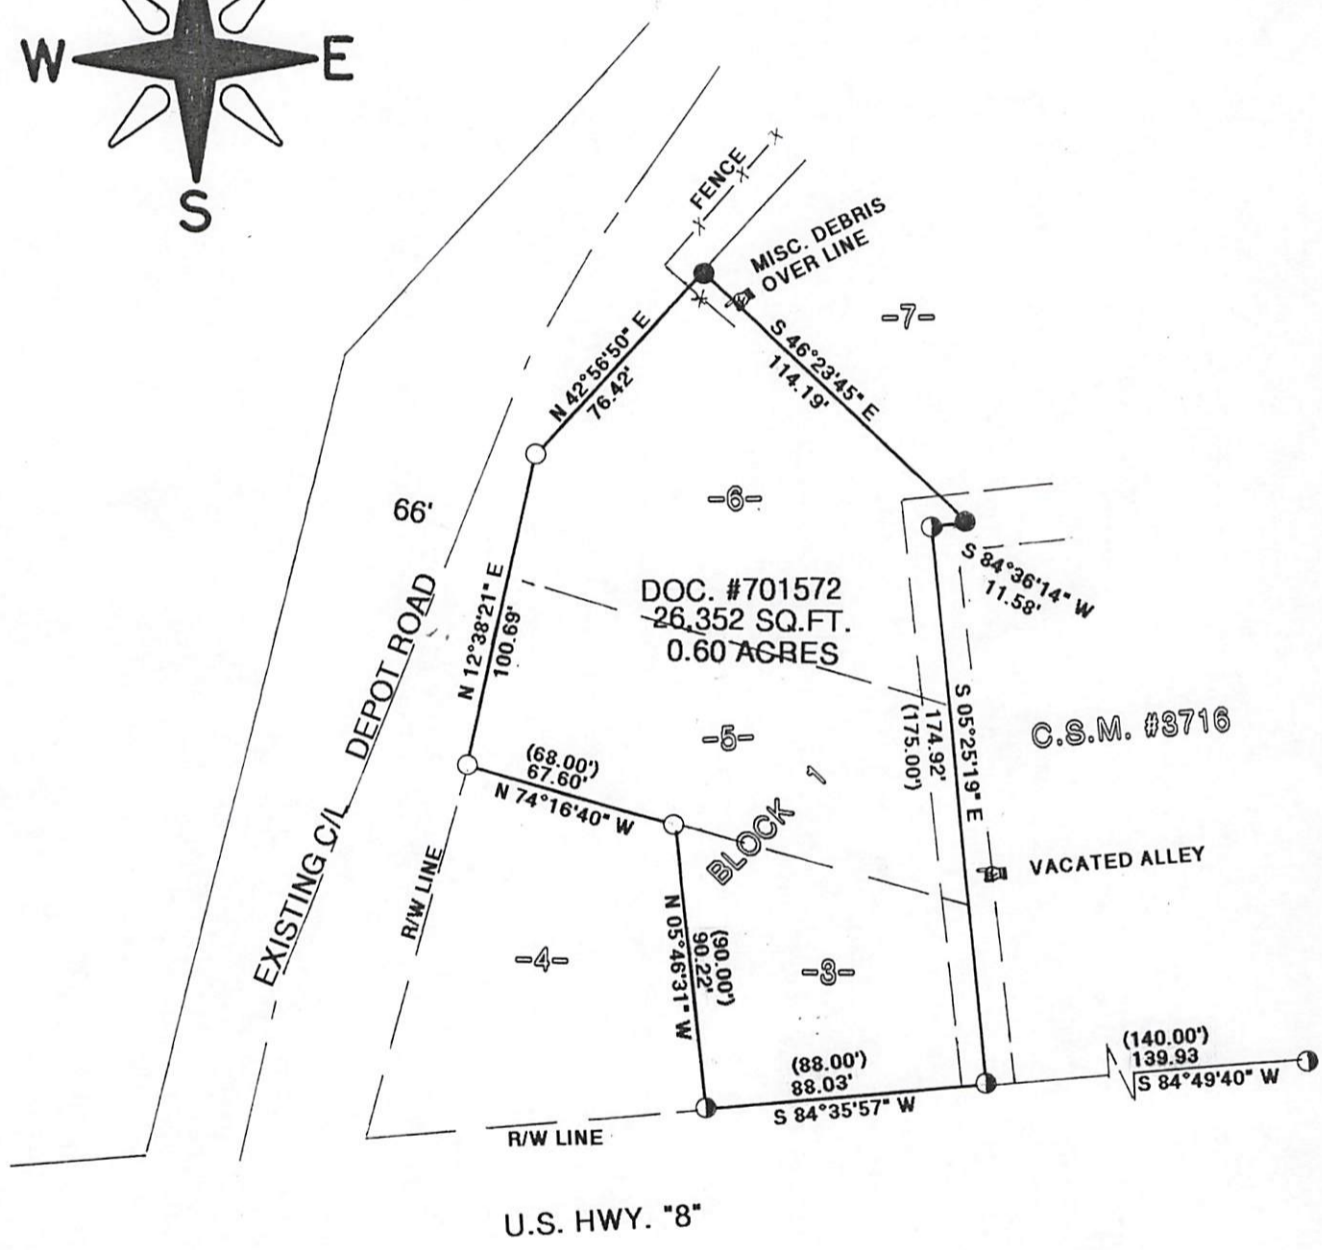 W
E
S
FENCE
MISC. DEBRIS
OVER LINE
-7-
N 42°56'50" E
76.42'
S 46°23'45" E
114.19'
66'
-6-
S 84°36'14" W
11.58'
DOC. #701572
26,352 SQ.FT.
0.60 ACRES
N 12°38'21" E
100.69'
EXISTING C/L DEPOT ROAD
S 05°25'19" E
174.92'
(175.00')
C.S.M. #3716
-5-
(68.00')
67.60'
N 74°16'40" W
BLOCK 1
VACATED ALLEY
R/W LINE
N 05°46'31" W
90.22'
(90.00')
-4-
-3-
(88.00')
88.03'
S 84°35'57" W
(140.00')
139.93
S 84°49'40" W
R/W LINE
U.S. HWY. "8"